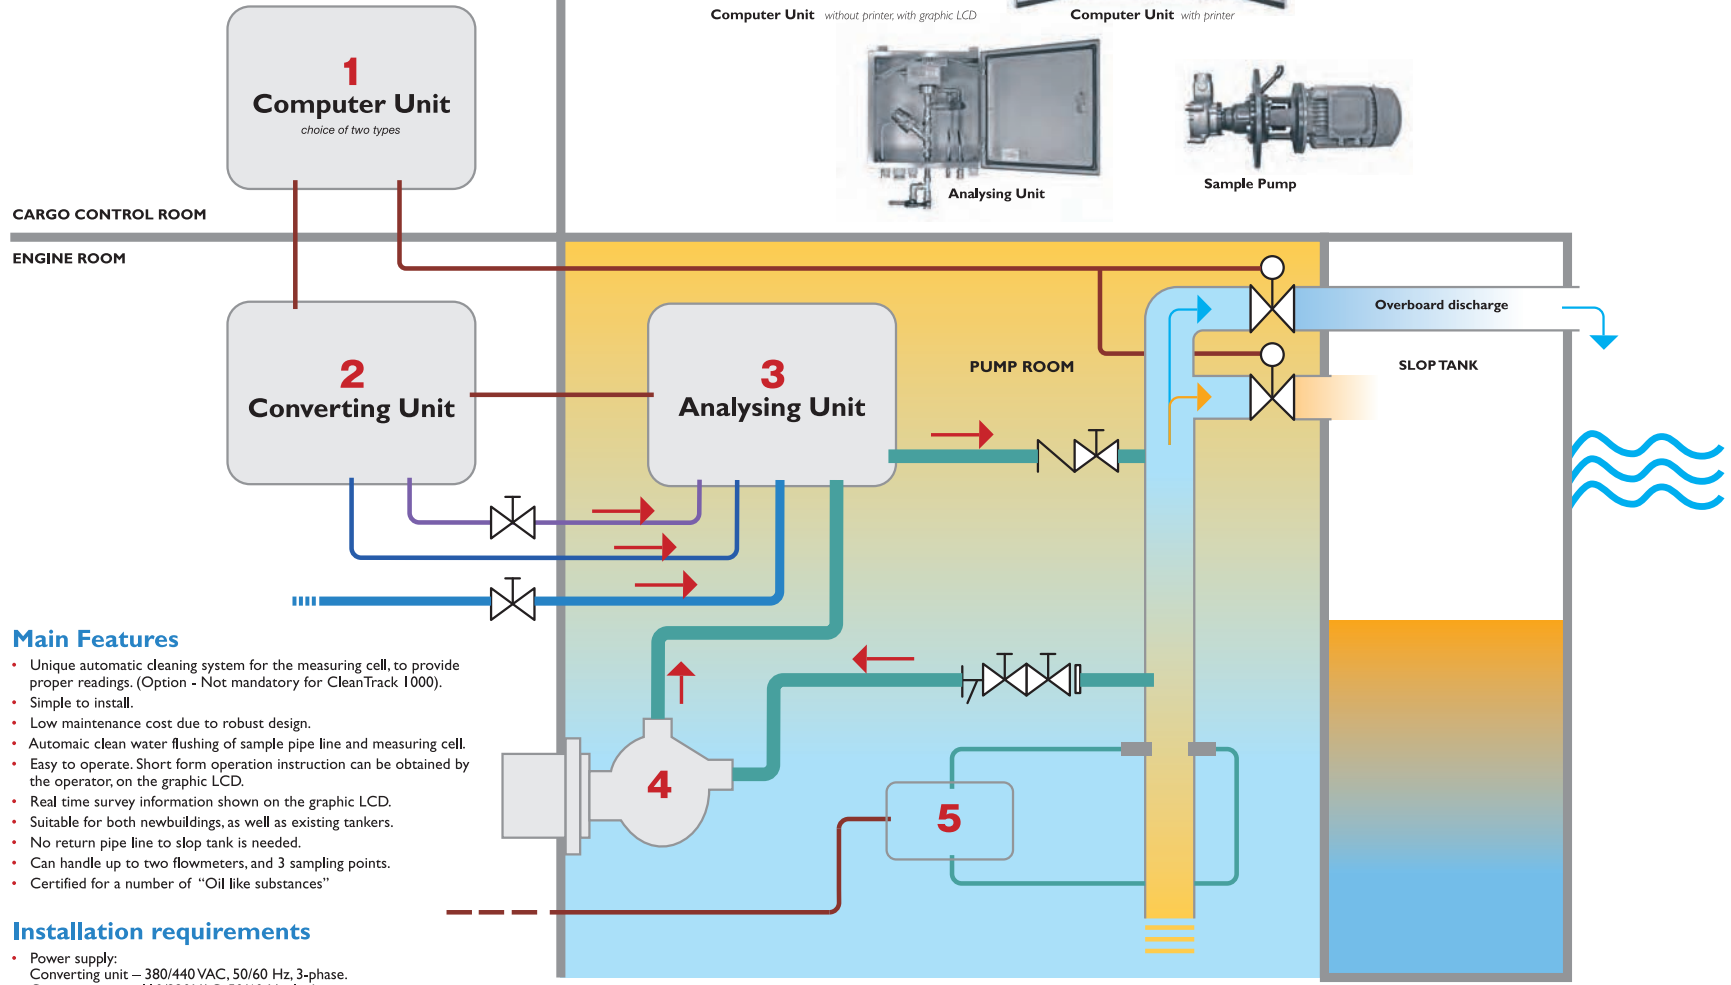 Computer Unit without printer, with graphic LCD
Computer Unit with printer
Analysing Unit
Sample Pump
1
Computer Unit
choice of two types
CARGO CONTROL ROOM
ENGINE ROOM
2
Converting Unit
3
Analysing Unit
PUMP ROOM
Overboard discharge
SLOP TANK
4
5
Main Features
• Unique automatic cleaning system for the measuring cell, to provide
proper readings. (Option - Not mandatory for CleanTrack 1000).
• Simple to install.
• Low maintenance cost due to robust design.
• Automaic clean water flushing of sample pipe line and measuring cell.
• Easy to operate. Short form operation instruction can be obtained by
the operator, on the graphic LCD.
• Real time survey information shown on the graphic LCD.
• Suitable for both newbuildings, as well as existing tankers.
• No return pipe line to slop tank is needed.
• Can handle up to two flowmeters, and 3 sampling points.
• Certified for a number of “Oil like substances”
Installation requirements
• Power supply:
Converting unit – 380/440 VAC, 50/60 Hz, 3-phase.